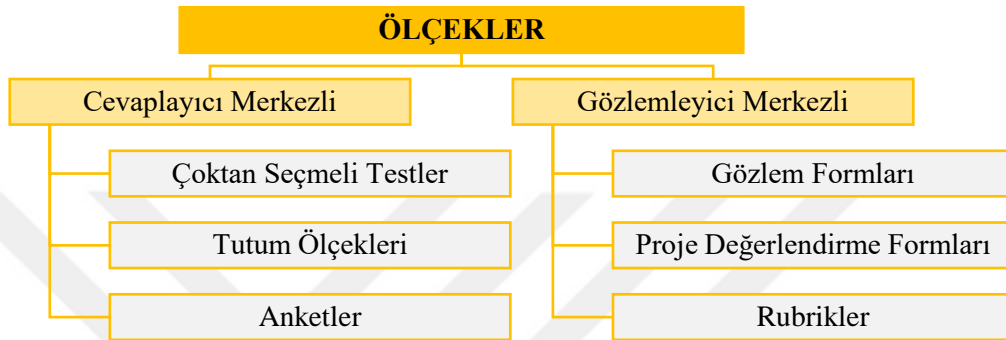 ÖLÇEKLER
Cevaplayıcı Merkezli
Çoktan Seçmeli Testler
Tutum Ölçekleri
Anketler
Gözlemleyici Merkezli
Gözlem Formları
Proje Değerlendirme Formları
Rubrikler